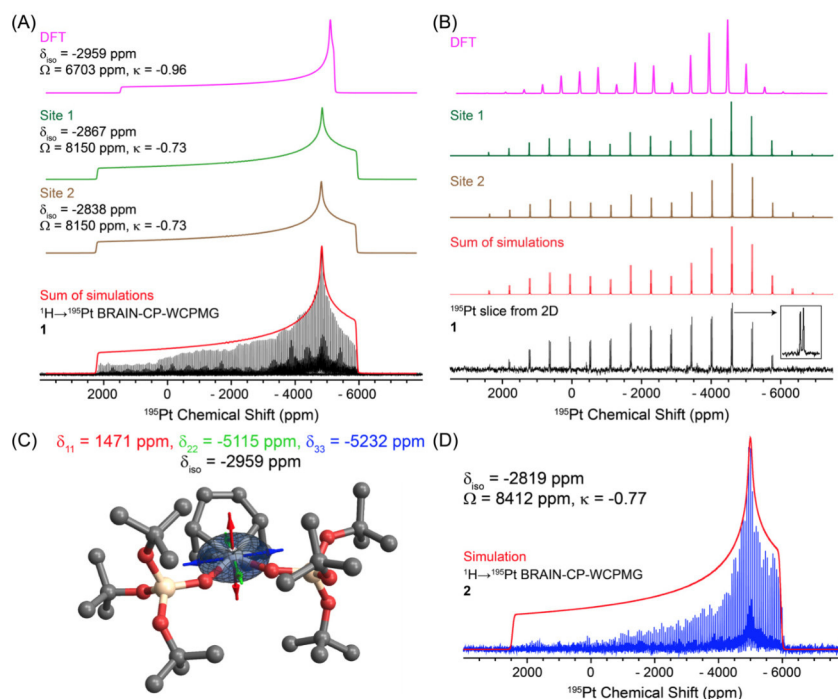 (A)
DFT
δiso = -2959 ppm
Ω = 6703 ppm, κ = -0.96
Site 1
δiso = -2867 ppm
Ω = 8150 ppm, κ = -0.73
Site 2
δiso = -2838 ppm
Ω = 8150 ppm, κ = -0.73
Sum of simulations
¹H→¹⁹⁵Pt BRAIN-CP-WCPMG
1
2000 0 -2000 -4000 -6000
¹⁹⁵Pt Chemical Shift (ppm)
(B)
DFT
Site 1
Site 2
Sum of simulations
¹⁹⁵Pt slice from 2D
1
2000 0 -2000 -4000 -6000
¹⁹⁵Pt Chemical Shift (ppm)
(C)
δ₁₁ = 1471 ppm, δ₂₂ = -5115 ppm, δ₃₃ = -5232 ppm
δiso = -2959 ppm
(D)
δiso = -2819 ppm
Ω = 8412 ppm, κ = -0.77
Simulation
¹H→¹⁹⁵Pt BRAIN-CP-WCPMG
2
2000 0 -2000 -4000 - 6000
¹⁹⁵Pt Chemical Shift (ppm)